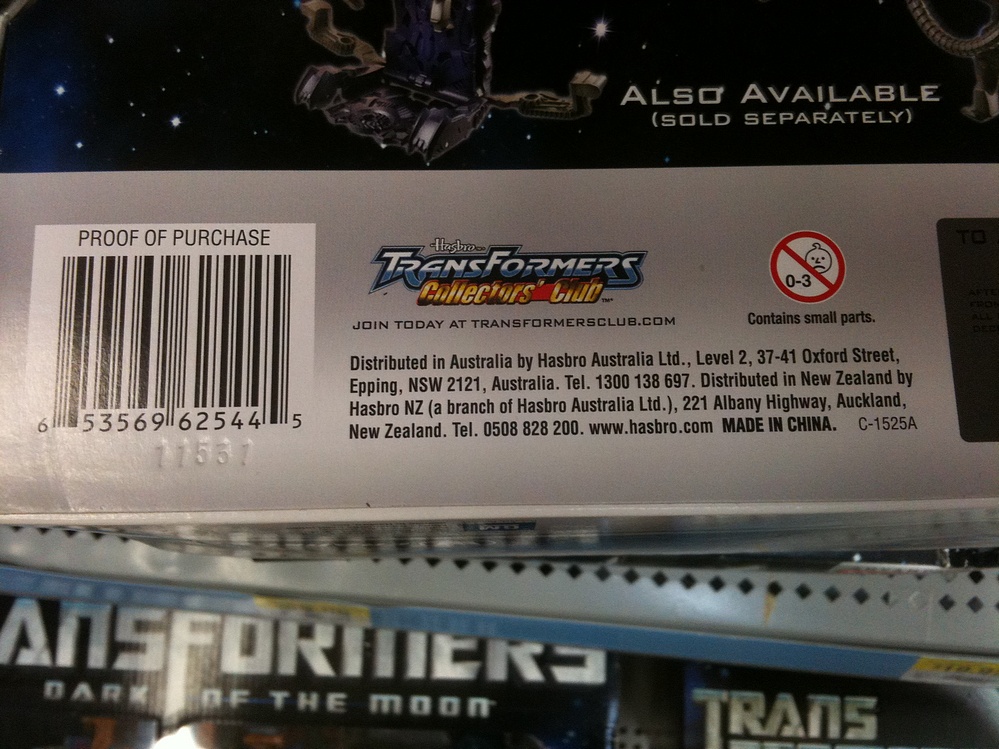 ALSO AVAILABLE
(SOLD SEPARATELY)
PROOF OF PURCHASE
6 53569 62544 5
11531
Hasbro
TRANSFORMERS
Collectors' Club™
JOIN TODAY AT TRANSFORMERSCLUB.COM
0-3
Contains small parts.
Distributed in Australia by Hasbro Australia Ltd., Level 2, 37-41 Oxford Street,
Epping, NSW 2121, Australia. Tel. 1300 138 697. Distributed in New Zealand by
Hasbro NZ (a branch of Hasbro Australia Ltd.), 221 Albany Highway, Auckland,
New Zealand. Tel. 0508 828 200. www.hasbro.com MADE IN CHINA. C-1525A
TO
ALL
ANSFORMERS
DARK OF THE MOON
TRANS